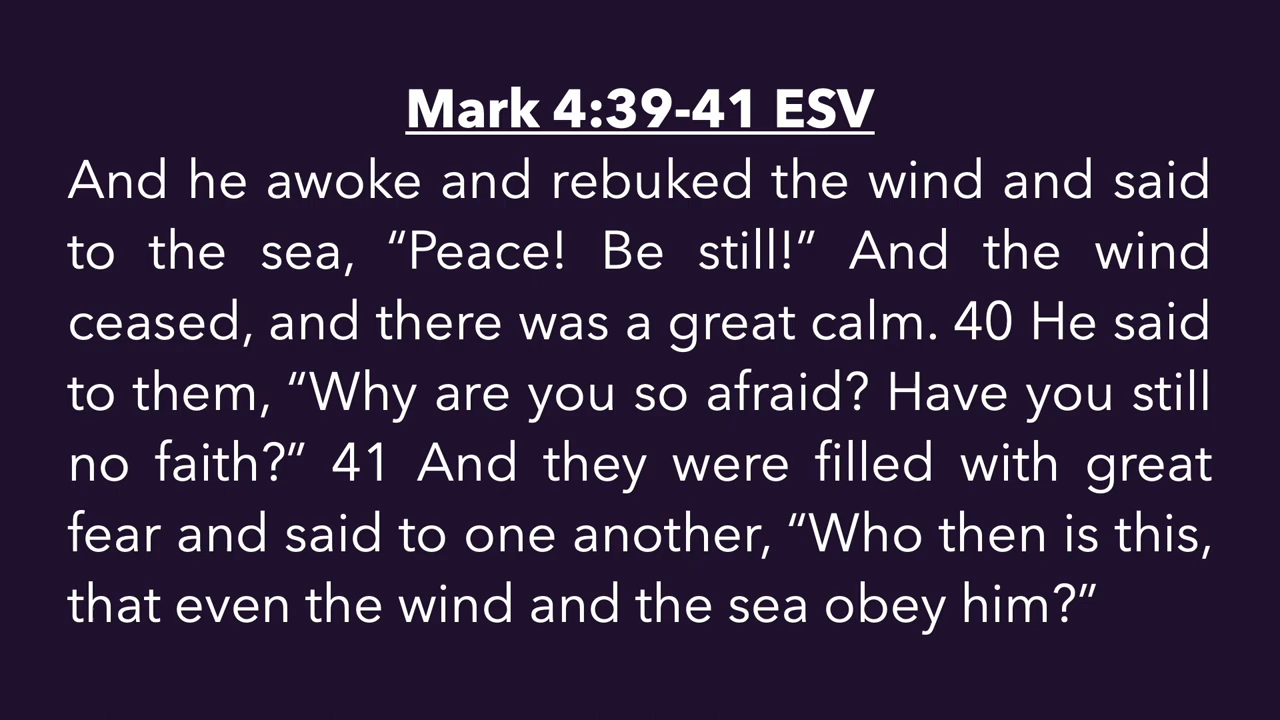 Mark 4:39-41 ESV
And he awoke and rebuked the wind and said
to the sea, “Peace! Be still!” And the wind
ceased, and there was a great calm. 40 He said
to them, “Why are you so afraid? Have you still
no faith?” 41 And they were filled with great
fear and said to one another, “Who then is this,
that even the wind and the sea obey him?”